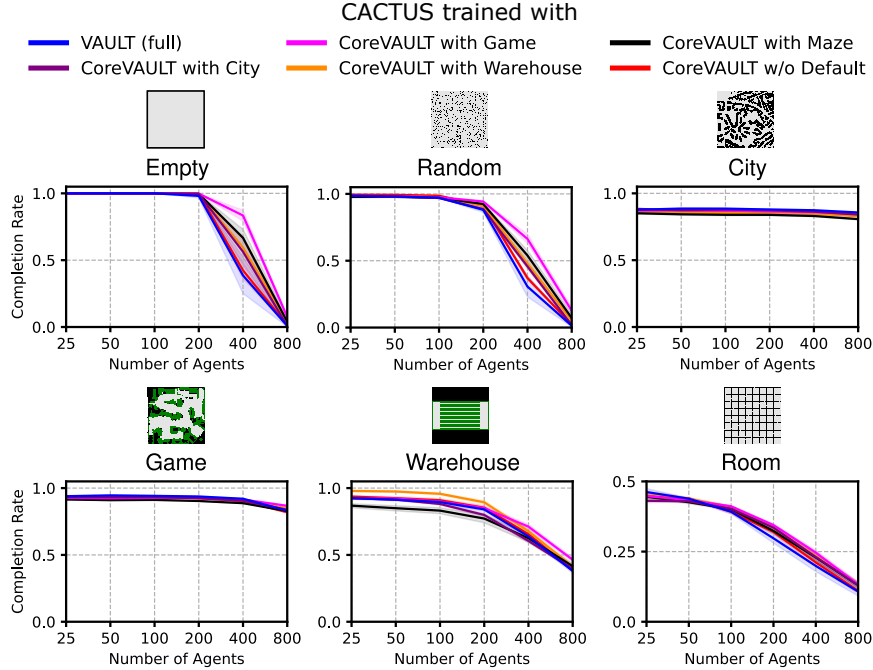 CACTUS trained with
VAULT (full)
CoreVAULT with Game
CoreVAULT with Maze
CoreVAULT with City
CoreVAULT with Warehouse
CoreVAULT w/o Default
Empty
Random
City
Completion Rate
1.0
0.5
0.0
25 50 100 200 400 800
Number of Agents
1.0
0.5
0.0
25 50 100 200 400 800
Number of Agents
1.0
0.5
0.0
25 50 100 200 400 800
Number of Agents
Game
Warehouse
Room
Completion Rate
1.0
0.5
0.0
25 50 100 200 400 800
Number of Agents
1.0
0.5
0.0
25 50 100 200 400 800
Number of Agents
0.5
0.25
0.0
25 50 100 200 400 800
Number of Agents